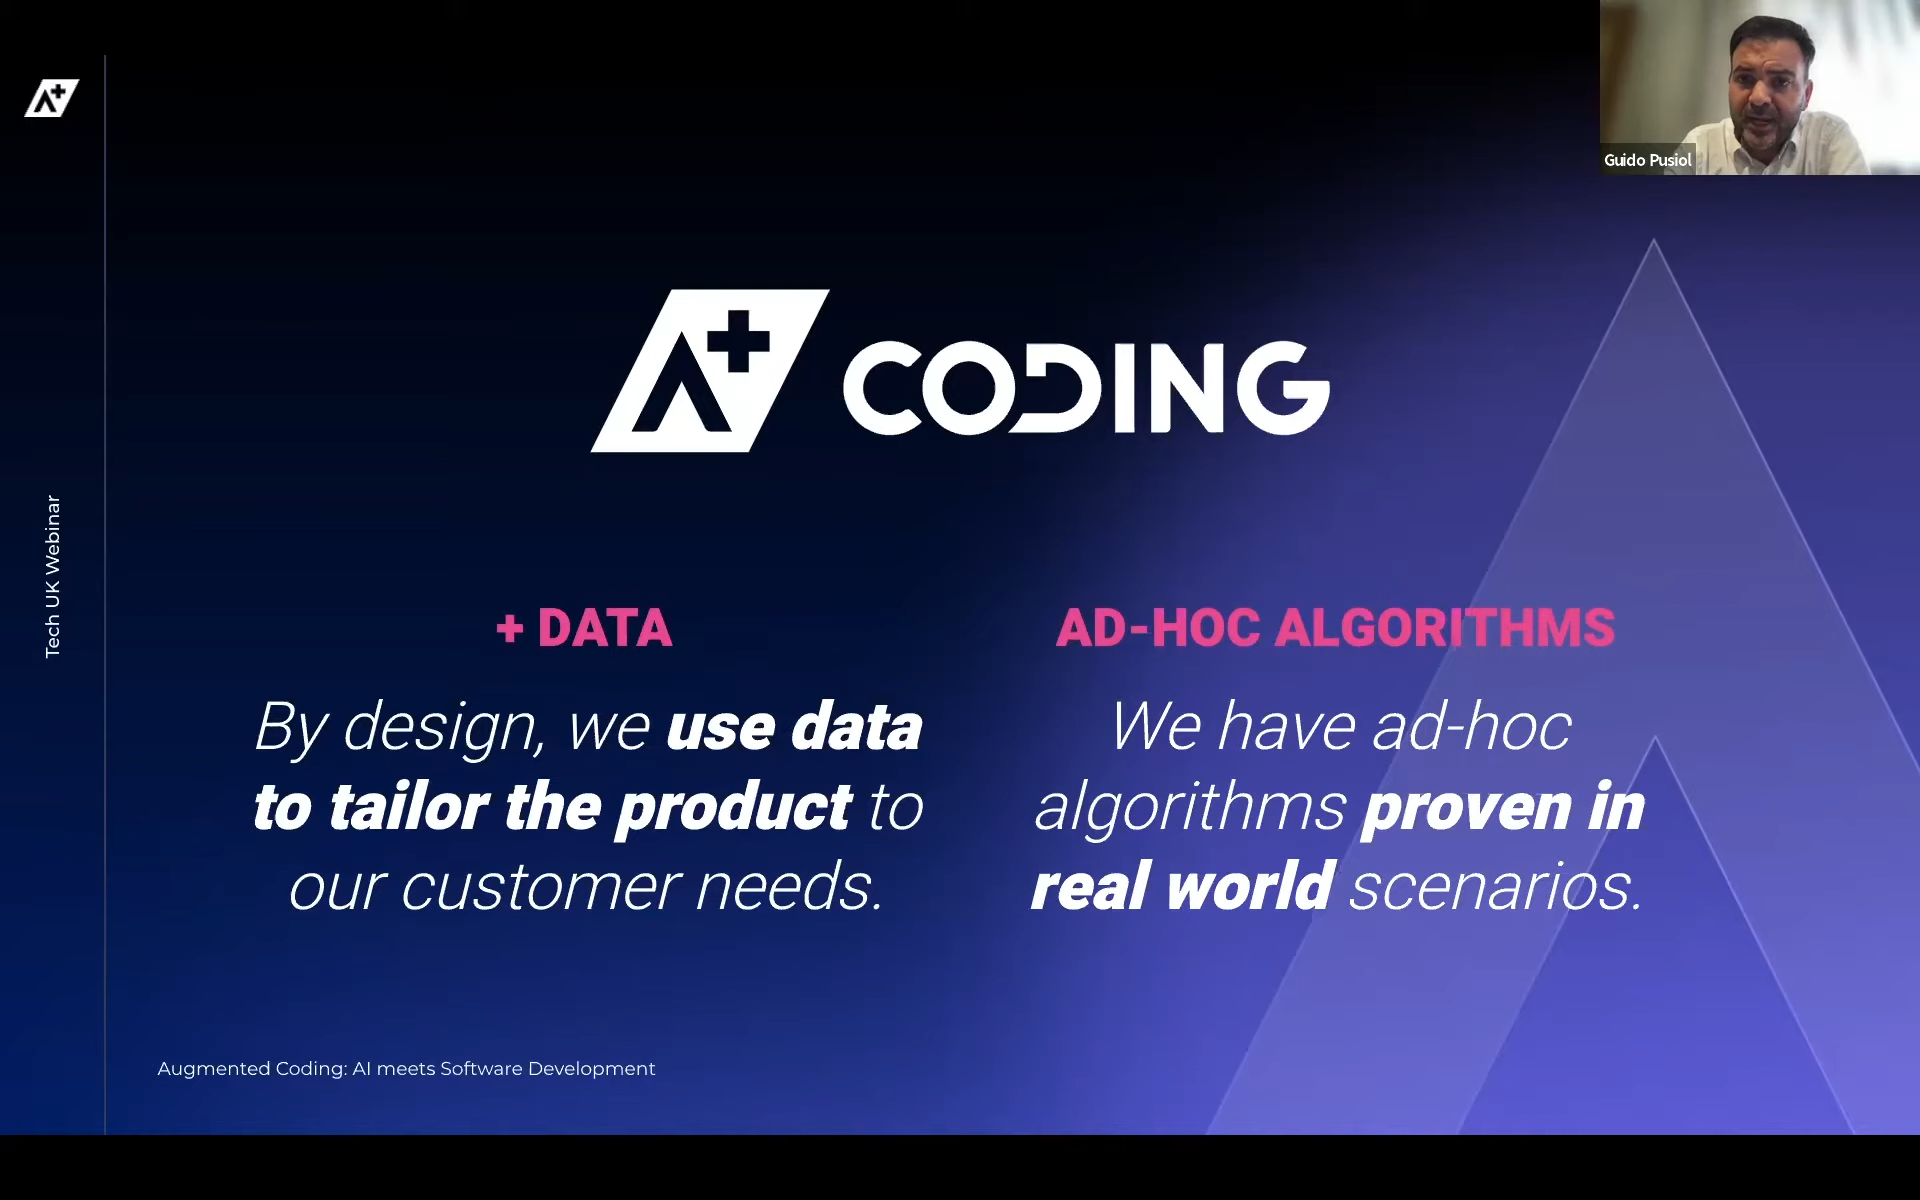 Guido Pusiol
A+
A+ CODING
Tech UK Webinar
+ DATA
By design, we use data
to tailor the product to
our customer needs.
AD-HOC ALGORITHMS
We have ad-hoc
algorithms proven in
real world scenarios.
Augmented Coding: AI meets Software Development